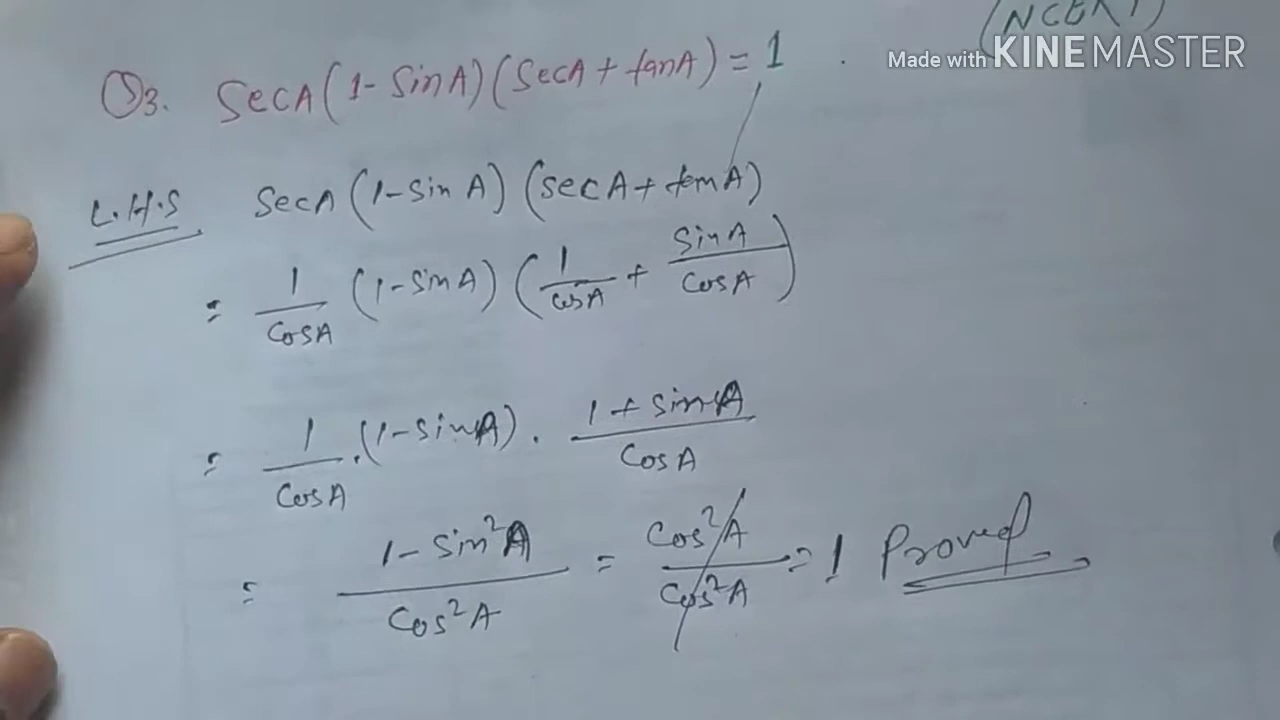 (NCERT)
Made with KINEMASTER
Q3. SecA(1-SinA)(SecA+tanA)=1
L.H.S SecA(1-SinA)(SecA+tanA)
= 1/CosA (1-SinA)(1/CosA + SinA/CosA)
= 1/CosA .(1-SinA). 1+SinA/CosA
= 1-Sin²A/Cos²A = Cos²A/Cos²A = 1 Proved